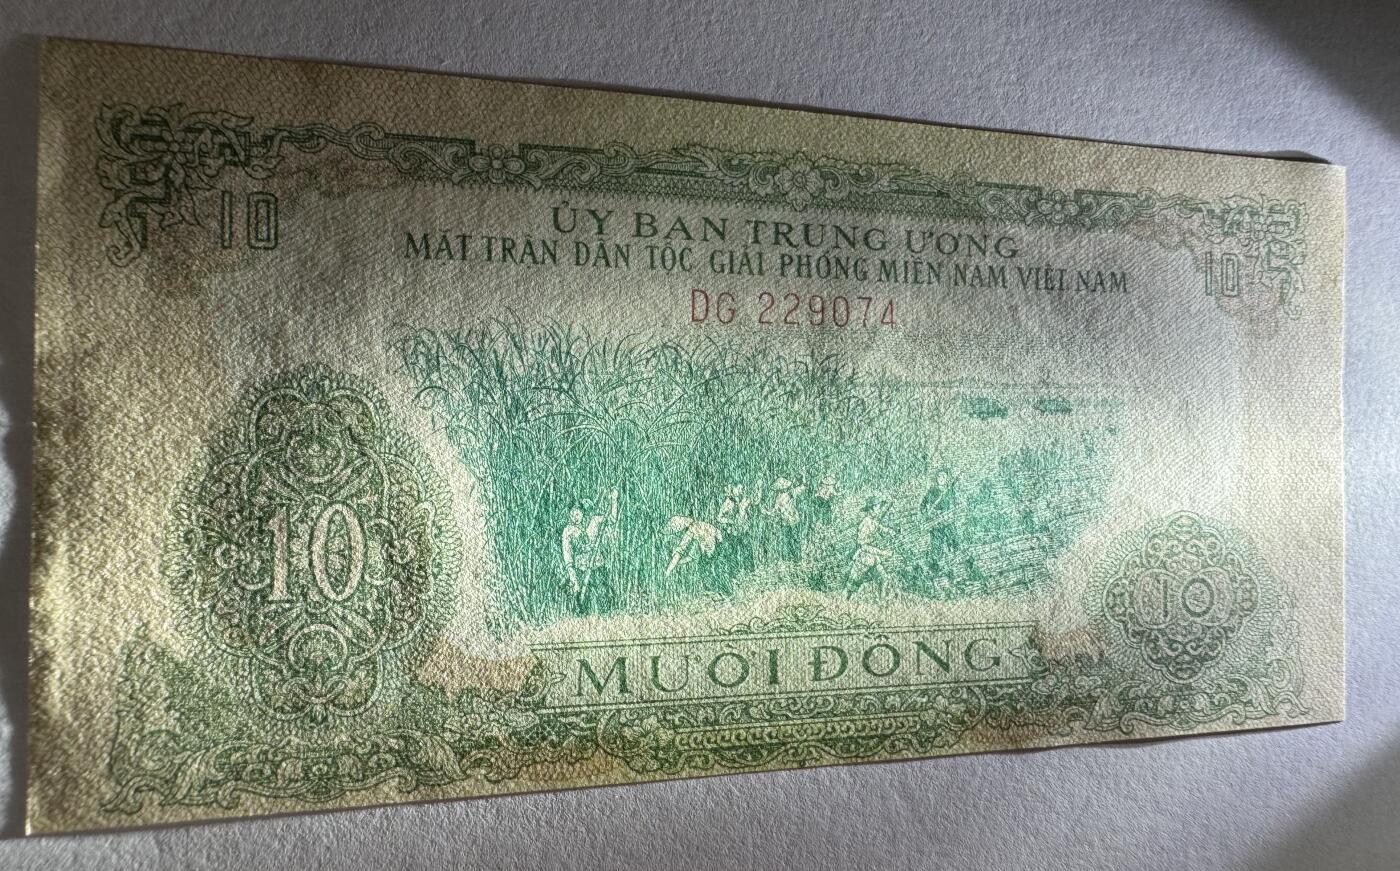 10
ỦY BAN TRUNG ƯƠNG
MẶT TRẬN DÂN TỘC GIẢI PHÓNG MIỀN NAM VIỆT NAM
10
DG 229074
10
10
MƯỜI ĐỒNG